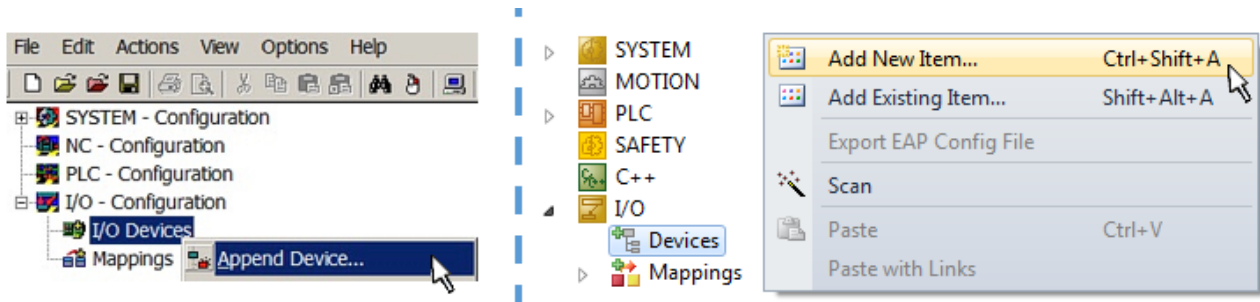 File Edit Actions View Options Help
SYSTEM - Configuration
NC - Configuration
PLC - Configuration
I/O - Configuration
I/O Devices
Mappings
Append Device...
SYSTEM
MOTION
PLC
SAFETY
C++
I/O
Devices
Mappings
Add New Item... Ctrl+Shift+A
Add Existing Item... Shift+Alt+A
Export EAP Config File
Scan
Paste Ctrl+V
Paste with Links